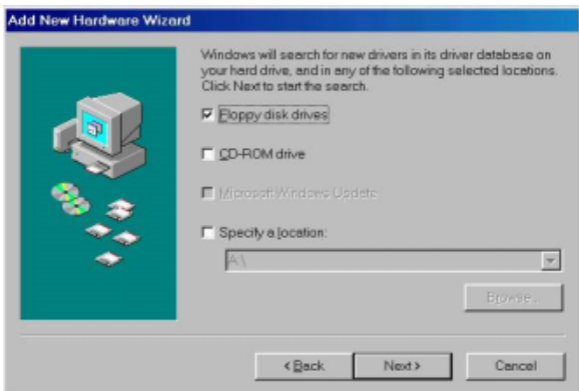 Add New Hardware Wizard
Windows will search for new drivers in its driver database on
your hard drive, and in any of the following selected locations.
Click Next to start the search.
Floppy disk drives
CD-ROM drive
Microsoft Windows Update
Specify a location:
A:\
Browse...
< Back
Next >
Cancel